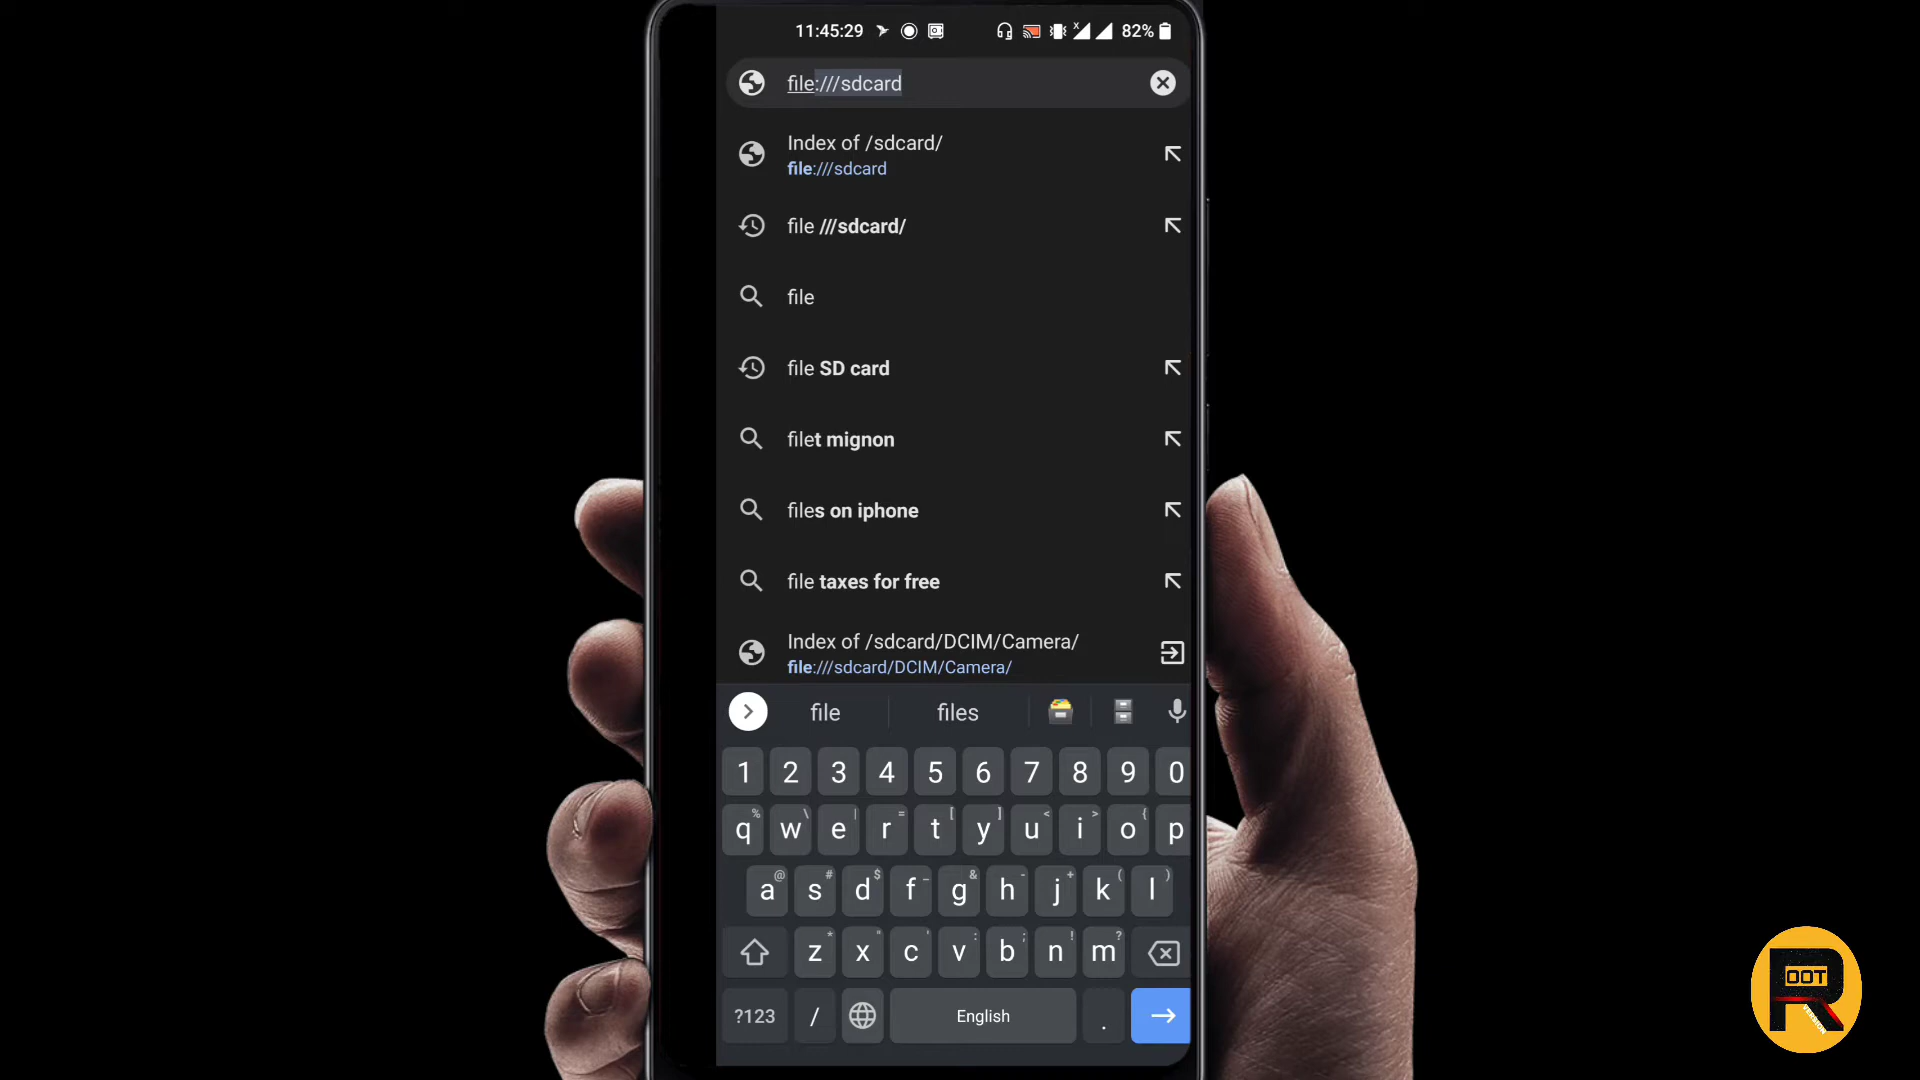 11:45:29
82%
file:///sdcard
Index of /sdcard/
file:///sdcard
file ///sdcard/
file
file SD card
filet mignon
files on iphone
file taxes for free
Index of /sdcard/DCIM/Camera/
file:///sdcard/DCIM/Camera/
file files
1 2 3 4 5 6 7 8 9 0
% \ | = [ ] < > {
q w e r t y u i o p
@ # $ _ & - + ( )
a s d f g h j k l
* " ' : ; ! ?
z x c v b n m
?123 / English .
R
OOT
VERSION